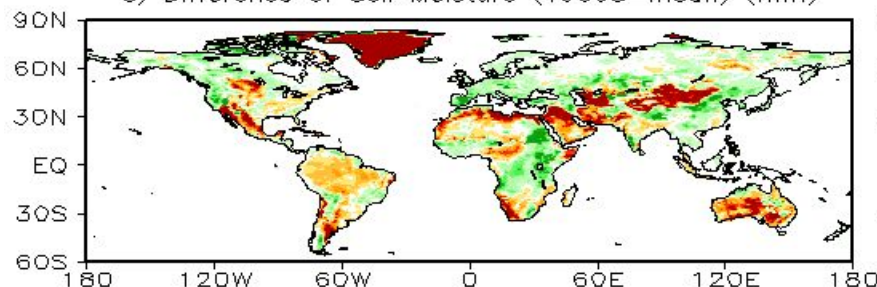 Difference of Soil Moisture (mm)
90N
60N
30N
EQ
30S
60S
180 120W 60W 0 60E 120E 180